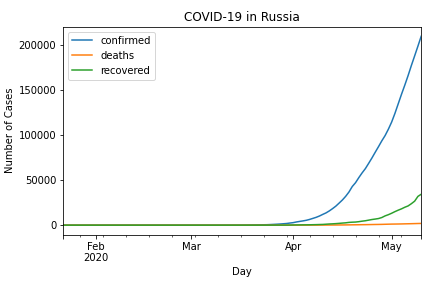 COVID-19 in Russia
confirmed
deaths
recovered
Number of Cases
200000
150000
100000
50000
0
Feb
2020
Mar
Apr
May
Day